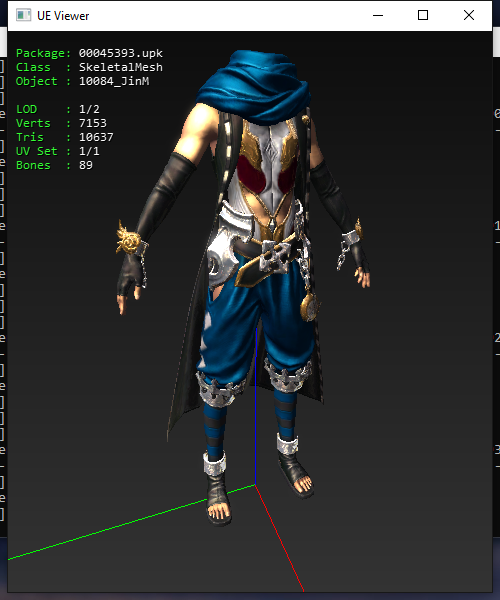 UE Viewer
Package: 00045393.upk
Class : SkeletalMesh
Object : 10084_JinM
LOD : 1/2
Verts : 7153
Tris : 10637
UV Set : 1/1
Bones : 89